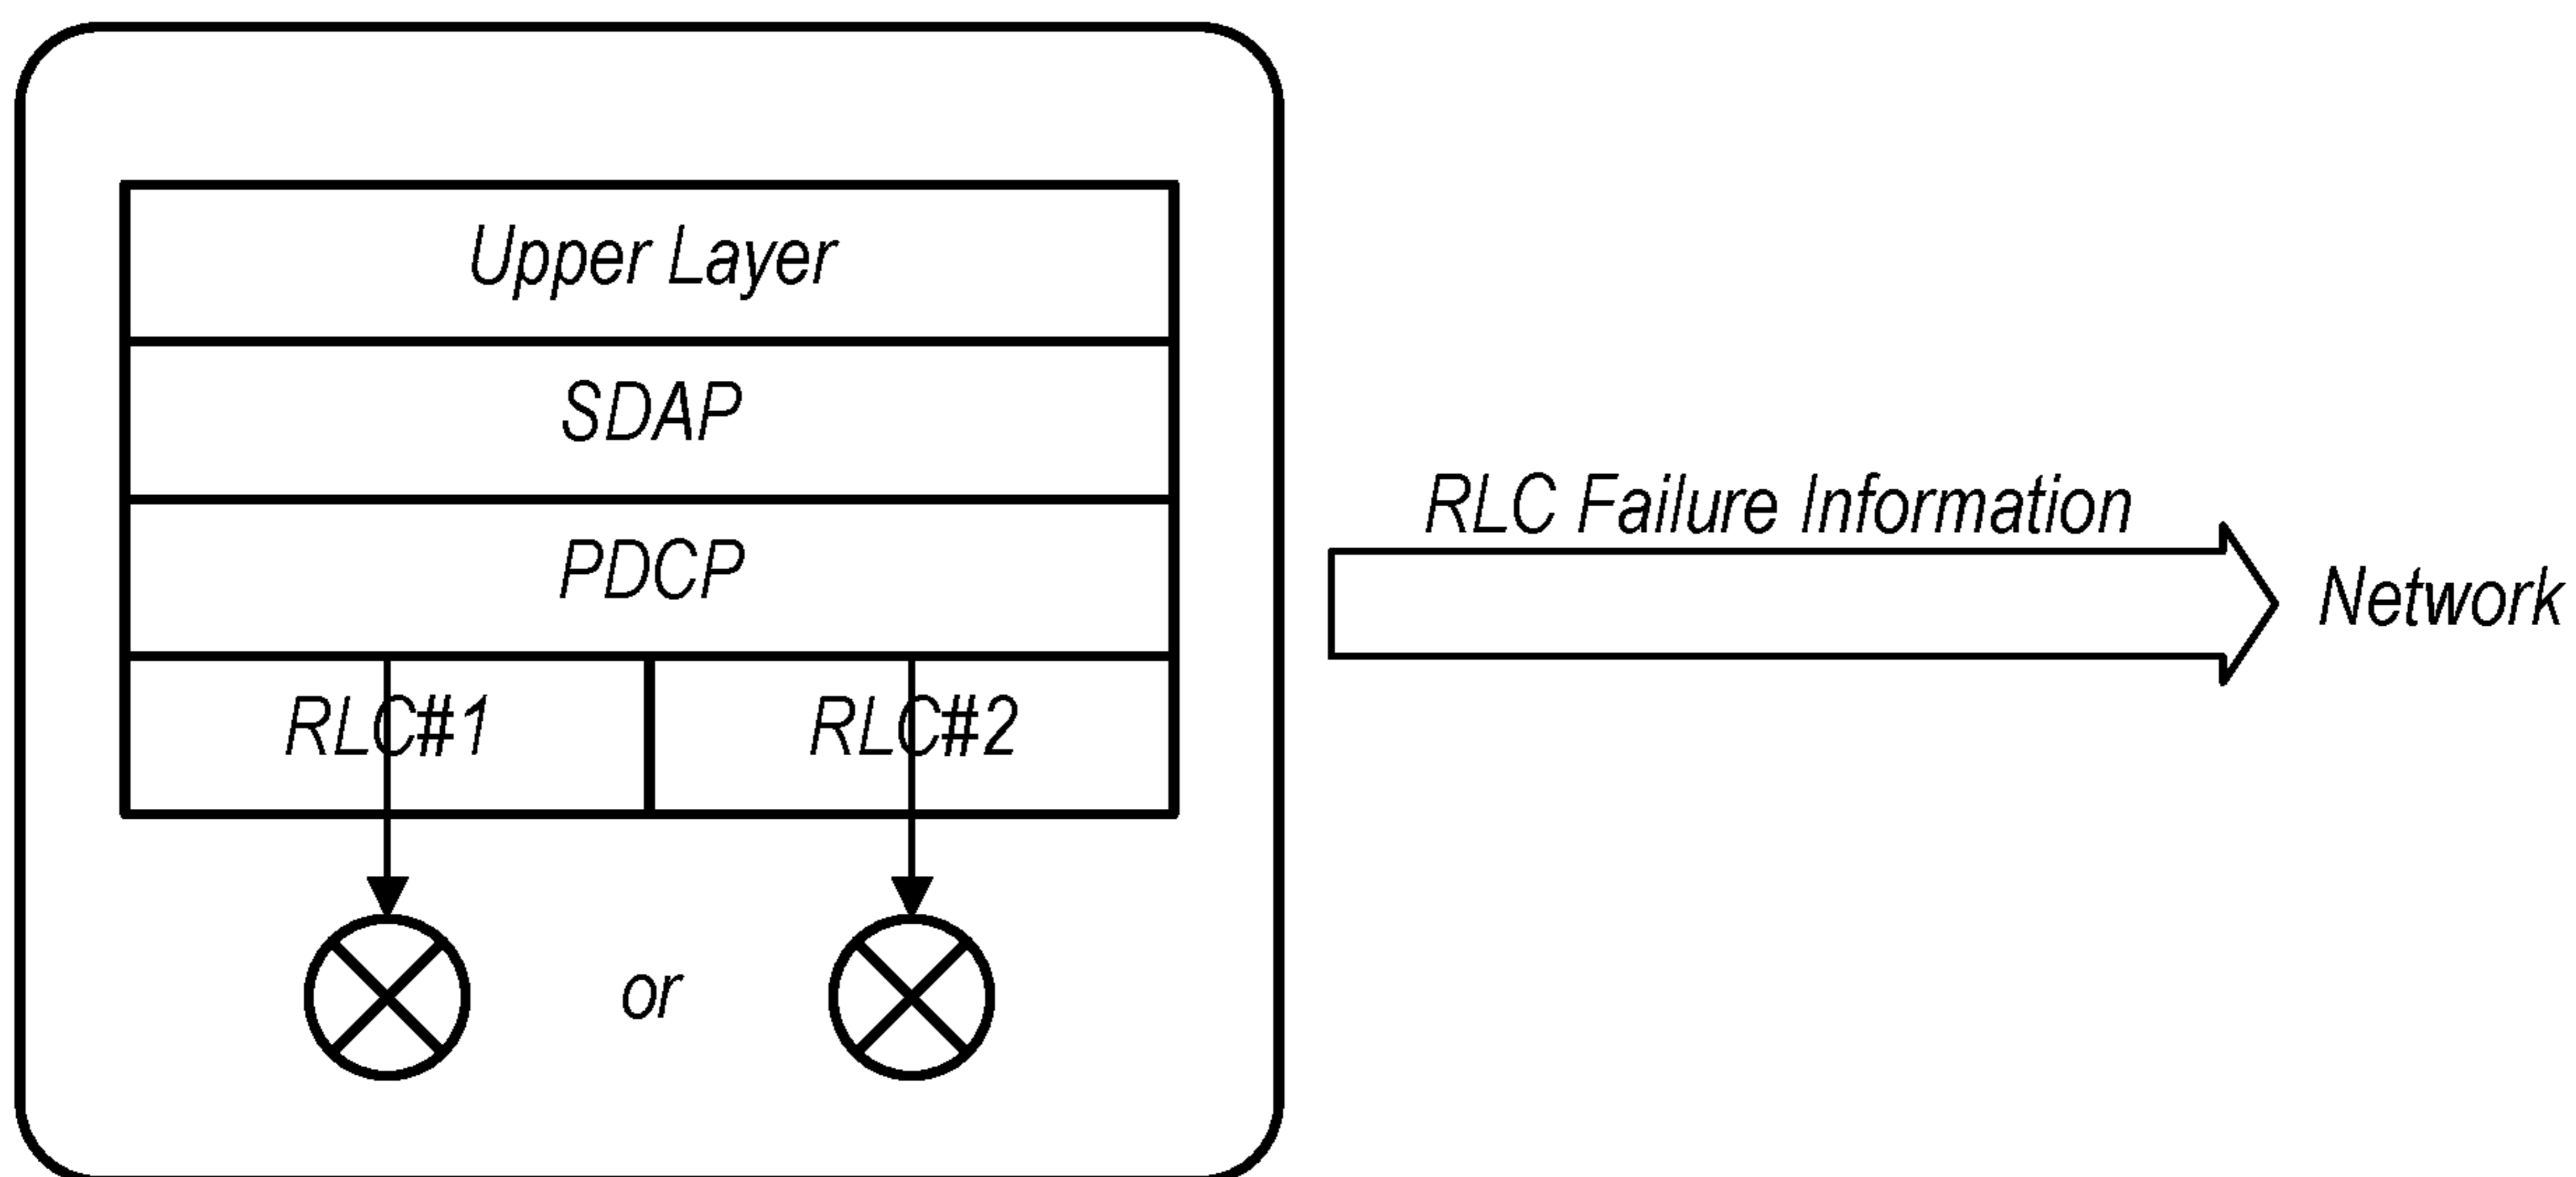 Upper Layer
SDAP
PDCP
RLC#1
RLC#2
or
RLC Failure Information
Network